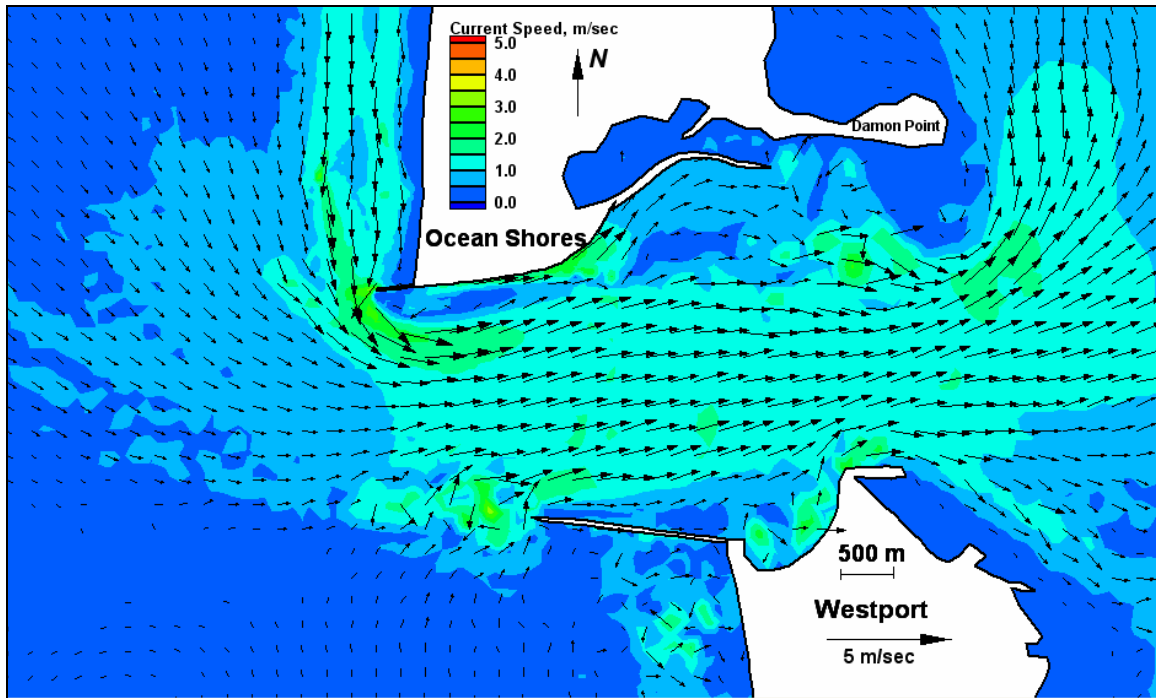 Current Speed, m/sec
5.0
4.0
3.0
2.0
1.0
0.0
N
Damon Point
Ocean Shores
500 m
Westport
5 m/sec